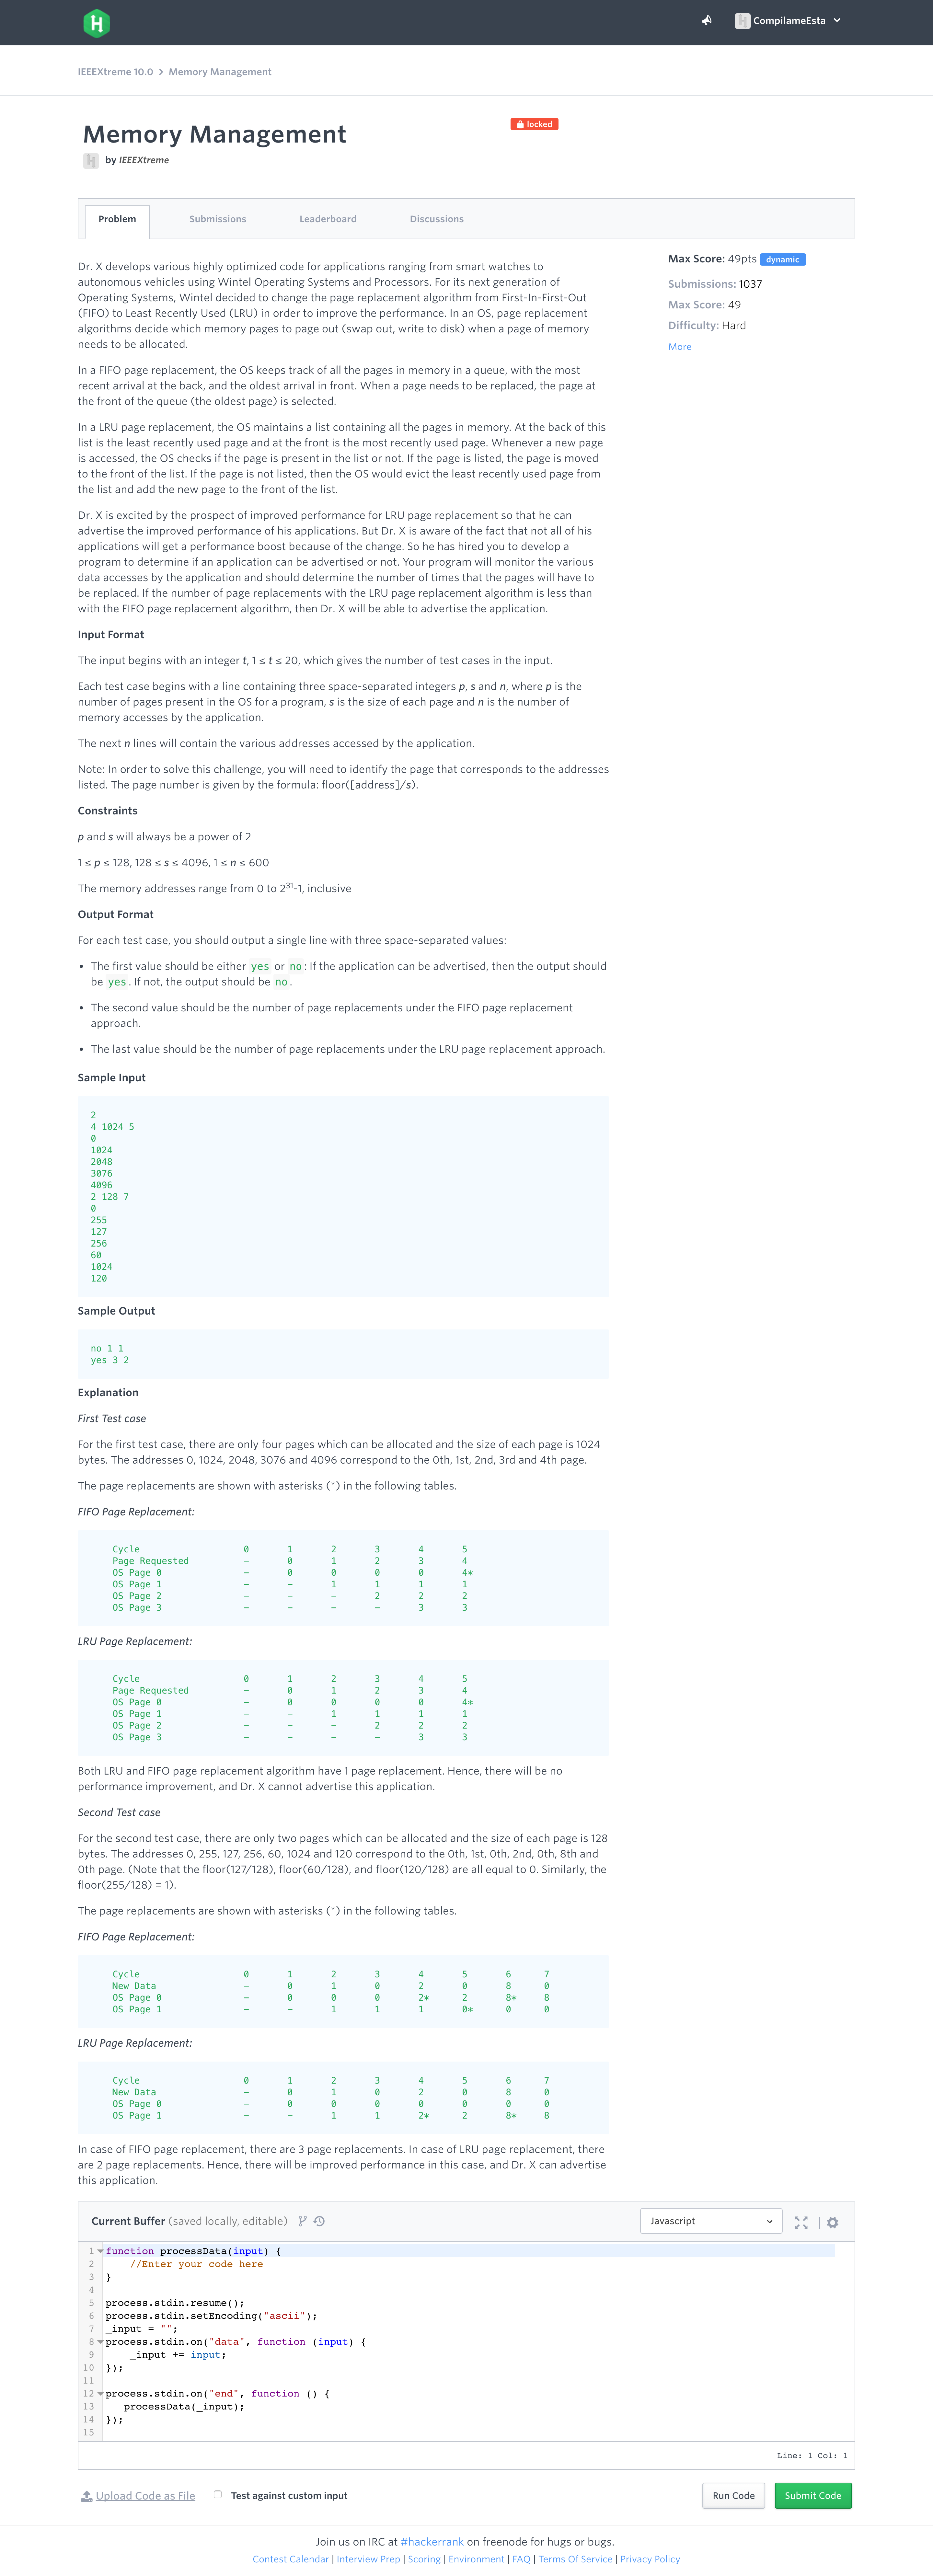 CompilameEsta
IEEEXtreme 10.0 > Memory Management
Memory Management
locked
by IEEEXtreme
Problem Submissions Leaderboard Discussions
Dr. X develops various highly optimized code for applications ranging from smart watches to
autonomous vehicles using Wintel Operating Systems and Processors. For its next generation of
Operating Systems, Wintel decided to change the page replacement algorithm from First-In-First-Out
(FIFO) to Least Recently Used (LRU) in order to improve the performance. In an OS, page replacement
algorithms decide which memory pages to page out (swap out, write to disk) when a page of memory
needs to be allocated.
Max Score: 49pts dynamic
Submissions: 1037
Max Score: 49
Difficulty: Hard
More
In a FIFO page replacement, the OS keeps track of all the pages in memory in a queue, with the most
recent arrival at the back, and the oldest arrival in front. When a page needs to be replaced, the page at
the front of the queue (the oldest page) is selected.
In a LRU page replacement, the OS maintains a list containing all the pages in memory. At the back of this
list is the least recently used page and at the front is the most recently used page. Whenever a new page
is accessed, the OS checks if the page is present in the list or not. If the page is listed, the page is moved
to the front of the list. If the page is not listed, then the OS would evict the least recently used page from
the list and add the new page to the front of the list.
Dr. X is excited by the prospect of improved performance for LRU page replacement so that he can
advertise the improved performance of his applications. But Dr. X is aware of the fact that not all of his
applications will get a performance boost because of the change. So he has hired you to develop a
program to determine if an application can be advertised or not. Your program will monitor the various
data accesses by the application and should determine the number of times that the pages will have to
be replaced. If the number of page replacements with the LRU page replacement algorithm is less than
with the FIFO page replacement algorithm, then Dr. X will be able to advertise the application.
Input Format
The input begins with an integer t, 1 ≤ t ≤ 20, which gives the number of test cases in the input.
Each test case begins with a line containing three space-separated integers p, s and n, where p is the
number of pages present in the OS for a program, s is the size of each page and n is the number of
memory accesses by the application.
The next n lines will contain the various addresses accessed by the application.
Note: In order to solve this challenge, you will need to identify the page that corresponds to the addresses
listed. The page number is given by the formula: floor([address]/s).
Constraints
p and s will always be a power of 2
1 ≤ p ≤ 128, 128 ≤ s ≤ 4096, 1 ≤ n ≤ 600
The memory addresses range from 0 to 2³¹-1, inclusive
Output Format
For each test case, you should output a single line with three space-separated values:
• The first value should be either yes or no: If the application can be advertised, then the output should
be yes. If not, the output should be no.
• The second value should be the number of page replacements under the FIFO page replacement
approach.
• The last value should be the number of page replacements under the LRU page replacement approach.
Sample Input
2
4 1024 5
0
1024
2048
3076
4096
2 128 7
0
255
127
256
60
1024
120
Sample Output
no 1 1
yes 3 2
Explanation
First Test case
For the first test case, there are only four pages which can be allocated and the size of each page is 1024
bytes. The addresses 0, 1024, 2048, 3076 and 4096 correspond to the 0th, 1st, 2nd, 3rd and 4th page.
The page replacements are shown with asterisks (*) in the following tables.
FIFO Page Replacement:
Cycle 0 1 2 3 4 5
Page Requested - 0 1 2 3 4
OS Page 0 - 0 0 0 0 4*
OS Page 1 - - 1 1 1 1
OS Page 2 - - - 2 2 2
OS Page 3 - - - - 3 3
LRU Page Replacement:
Cycle 0 1 2 3 4 5
Page Requested - 0 1 2 3 4
OS Page 0 - 0 0 0 0 4*
OS Page 1 - - 1 1 1 1
OS Page 2 - - - 2 2 2
OS Page 3 - - - - 3 3
Both LRU and FIFO page replacement algorithm have 1 page replacement. Hence, there will be no
performance improvement, and Dr. X cannot advertise this application.
Second Test case
For the second test case, there are only two pages which can be allocated and the size of each page is 128
bytes. The addresses 0, 255, 127, 256, 60, 1024 and 120 correspond to the 0th, 1st, 0th, 2nd, 0th, 8th and
0th page. (Note that the floor(127/128), floor(60/128), and floor(120/128) are all equal to 0. Similarly, the
floor(255/128) = 1).
The page replacements are shown with asterisks (*) in the following tables.
FIFO Page Replacement:
Cycle 0 1 2 3 4 5 6 7
New Data - 0 1 0 2 0 8 0
OS Page 0 - 0 0 0 2* 2 8* 8
OS Page 1 - - 1 1 1 0* 0 0
LRU Page Replacement:
Cycle 0 1 2 3 4 5 6 7
New Data - 0 1 0 2 0 8 0
OS Page 0 - 0 0 0 0 0 0 0
OS Page 1 - - 1 1 2* 2 8* 8
In case of FIFO page replacement, there are 3 page replacements. In case of LRU page replacement, there
are 2 page replacements. Hence, there will be improved performance in this case, and Dr. X can advertise
this application.
Current Buffer (saved locally, editable) Javascript
1 function processData(input) {
2 //Enter your code here
3 }
4
5 process.stdin.resume();
6 process.stdin.setEncoding("ascii");
7 _input = "";
8 process.stdin.on("data", function (input) {
9 _input += input;
10 });
11
12 process.stdin.on("end", function () {
13 processData(_input);
14 });
15
Line: 1 Col: 1
Upload Code as File Test against custom input Run Code Submit Code
Join us on IRC at #hackerrank on freenode for hugs or bugs.
Contest Calendar | Interview Prep | Scoring | Environment | FAQ | Terms Of Service | Privacy Policy